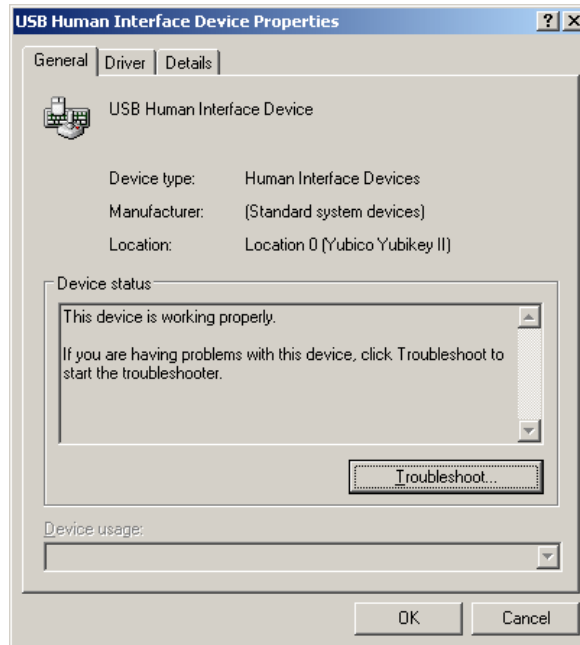 USB Human Interface Device Properties
General
Driver
Details
USB Human Interface Device
Device type: Human Interface Devices
Manufacturer: (Standard system devices)
Location: Location 0 (Yubico Yubikey II)
Device status
This device is working properly.
If you are having problems with this device, click Troubleshoot to
start the troubleshooter.
Troubleshoot...
Device usage:
OK
Cancel